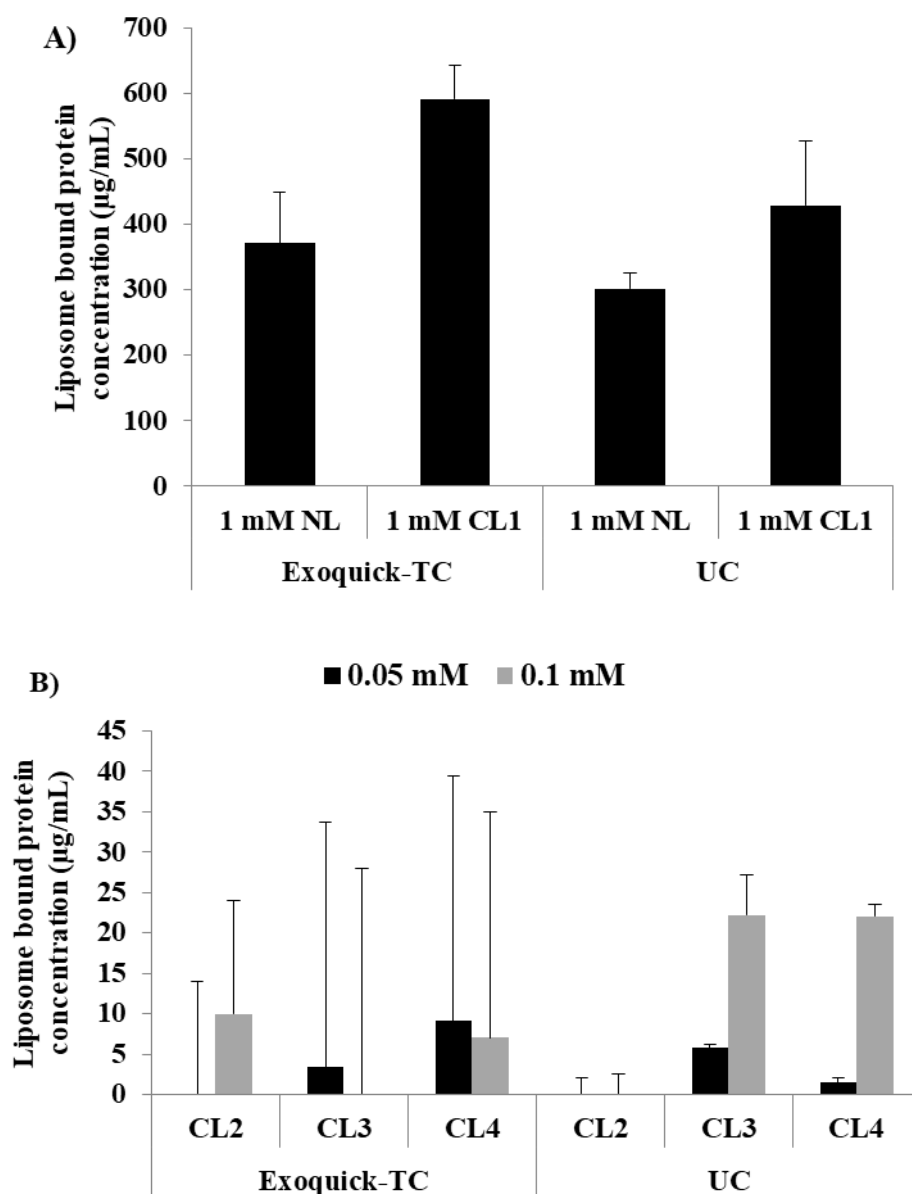 A)
Liposome bound protein
concentration (µg/mL)
700
600
500
400
300
200
100
0
1 mM NL 1 mM CL1 1 mM NL 1 mM CL1
Exoquick-TC UC
B)
0.05 mM 0.1 mM
Liposome bound protein
concentration (µg/mL)
45
40
35
30
25
20
15
10
5
0
CL2 CL3 CL4 CL2 CL3 CL4
Exoquick-TC UC